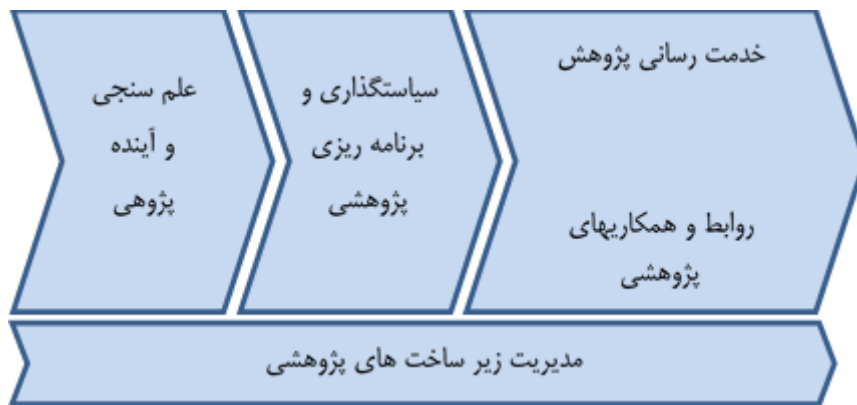 علم سنجی
و آینده
پژوهی
سیاستگذاری و
برنامه ریزی
پژوهشی
خدمت رسانی پژوهش
روابط و همکاریهای
پژوهشی
مدیریت زیر ساخت های پژوهشی